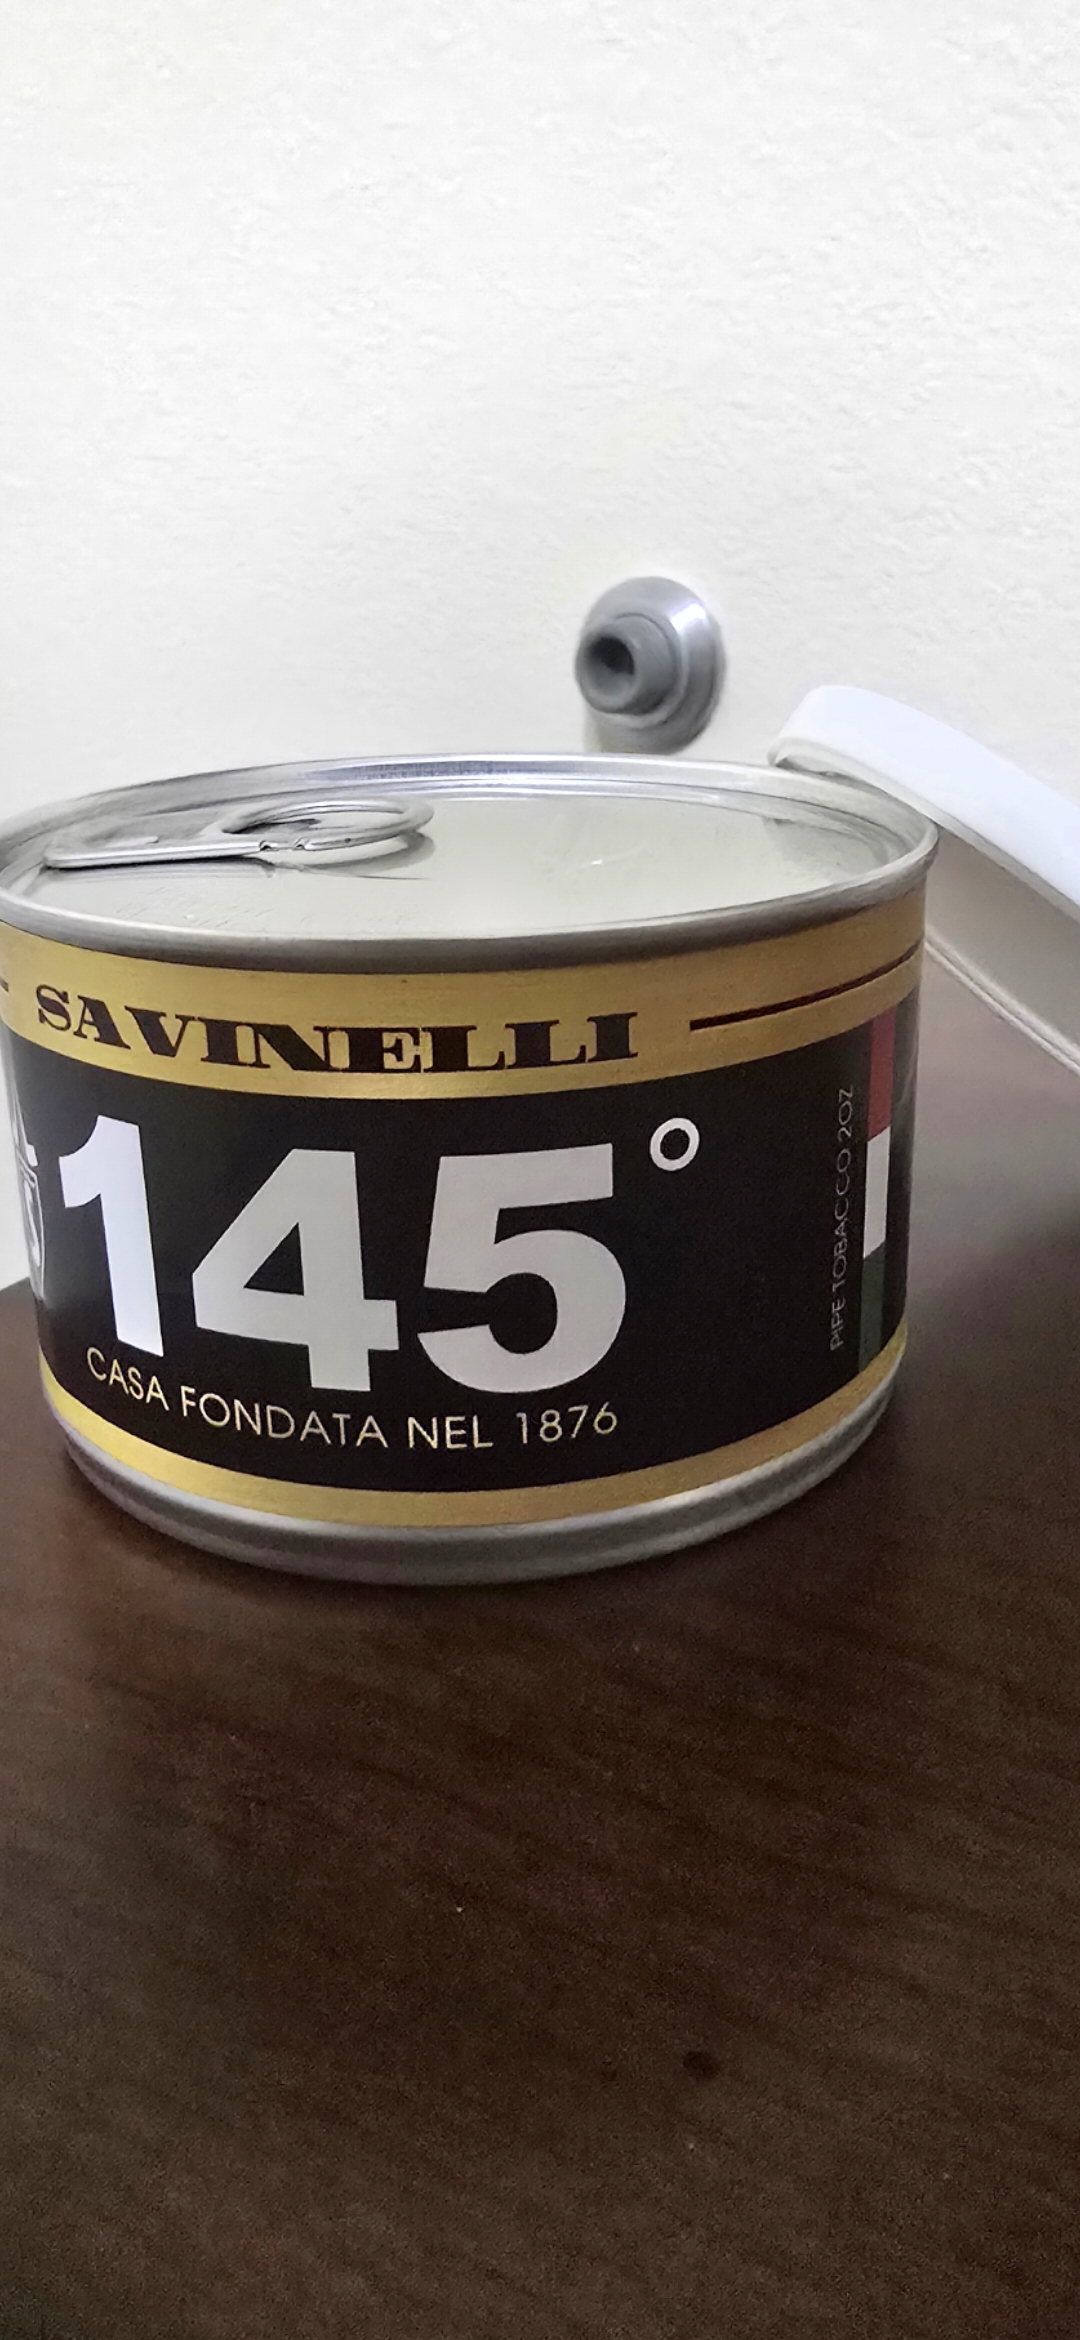 SAVINELLI
145°
CASA FONDATA NEL 1876
PIPE TOBACCO 2OZ